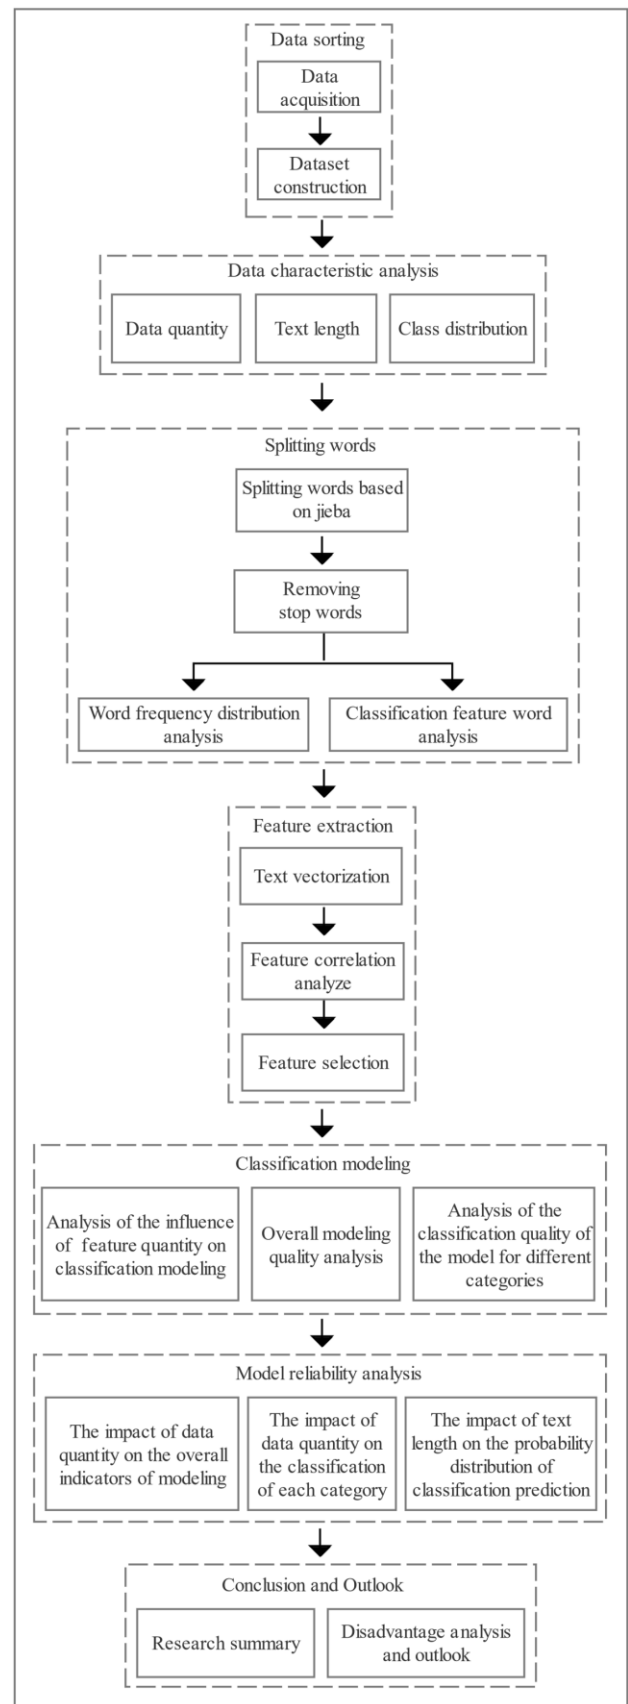 Data sorting
Data
acquisition
Dataset
construction
Data characteristic analysis
Data quantity
Text length
Class distribution
Splitting words
Splitting words based
on jieba
Removing
stop words
Word frequency distribution
analysis
Classification feature word
analysis
Feature extraction
Text vectorization
Feature correlation
analyze
Feature selection
Classification modeling
Analysis of the influence
of feature quantity on
classification modeling
Overall modeling
quality analysis
Analysis of the
classification quality of
the model for different
categories
Model reliability analysis
The impact of data
quantity on the overall
indicators of modeling
The impact of
data quantity on
the classification
of each category
The impact of text
length on the probability
distribution of
classification prediction
Conclusion and Outlook
Research summary
Disadvantage analysis
and outlook